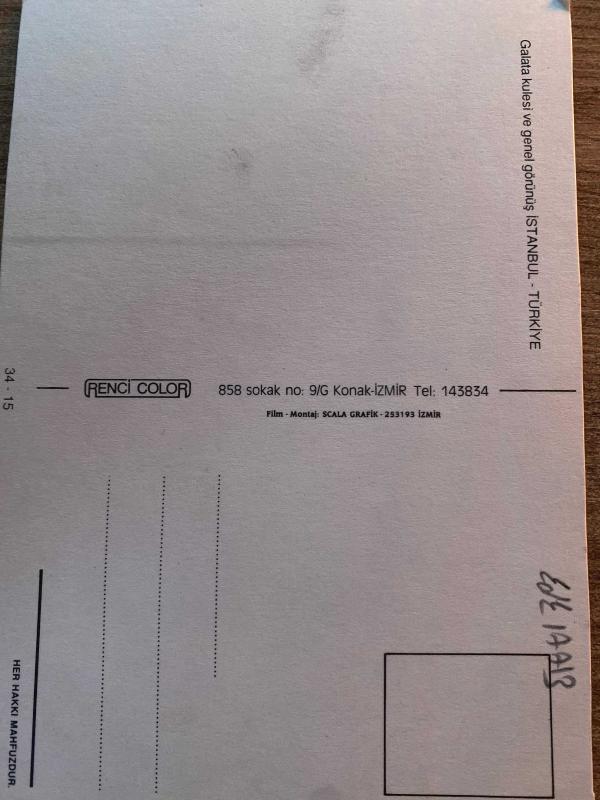 Galata kulesi ve genel görünüş İSTANBUL - TÜRKİYE
RENCİ COLOR 858 sokak no: 9/G Konak-İZMİR Tel: 143834
Film - Montaj: SCALA GRAFİK - 253193 İZMİR
34 - 15
HER HAKKI MAHFUZDUR.